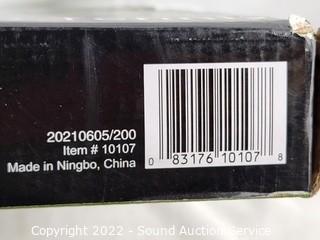 20210605/200
Item # 10107
Made in Ningbo, China
0 83176 10107 8
Copyright 2022 - Sound Auction Service